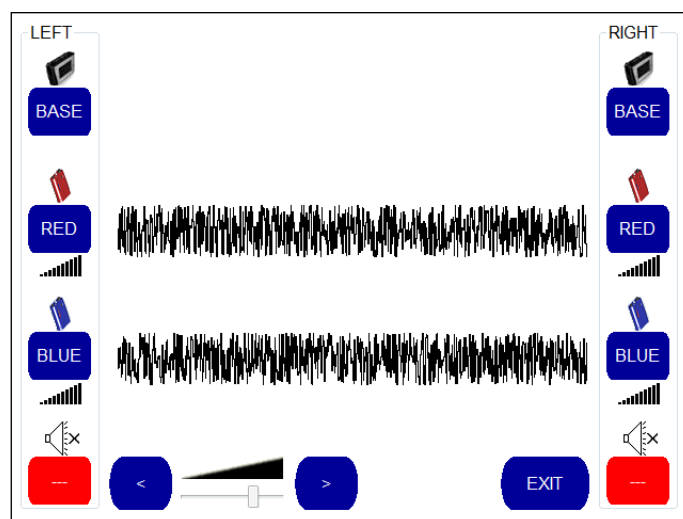 LEFT
RIGHT
BASE
BASE
RED
RED
BLUE
BLUE
---
<
>
EXIT
---